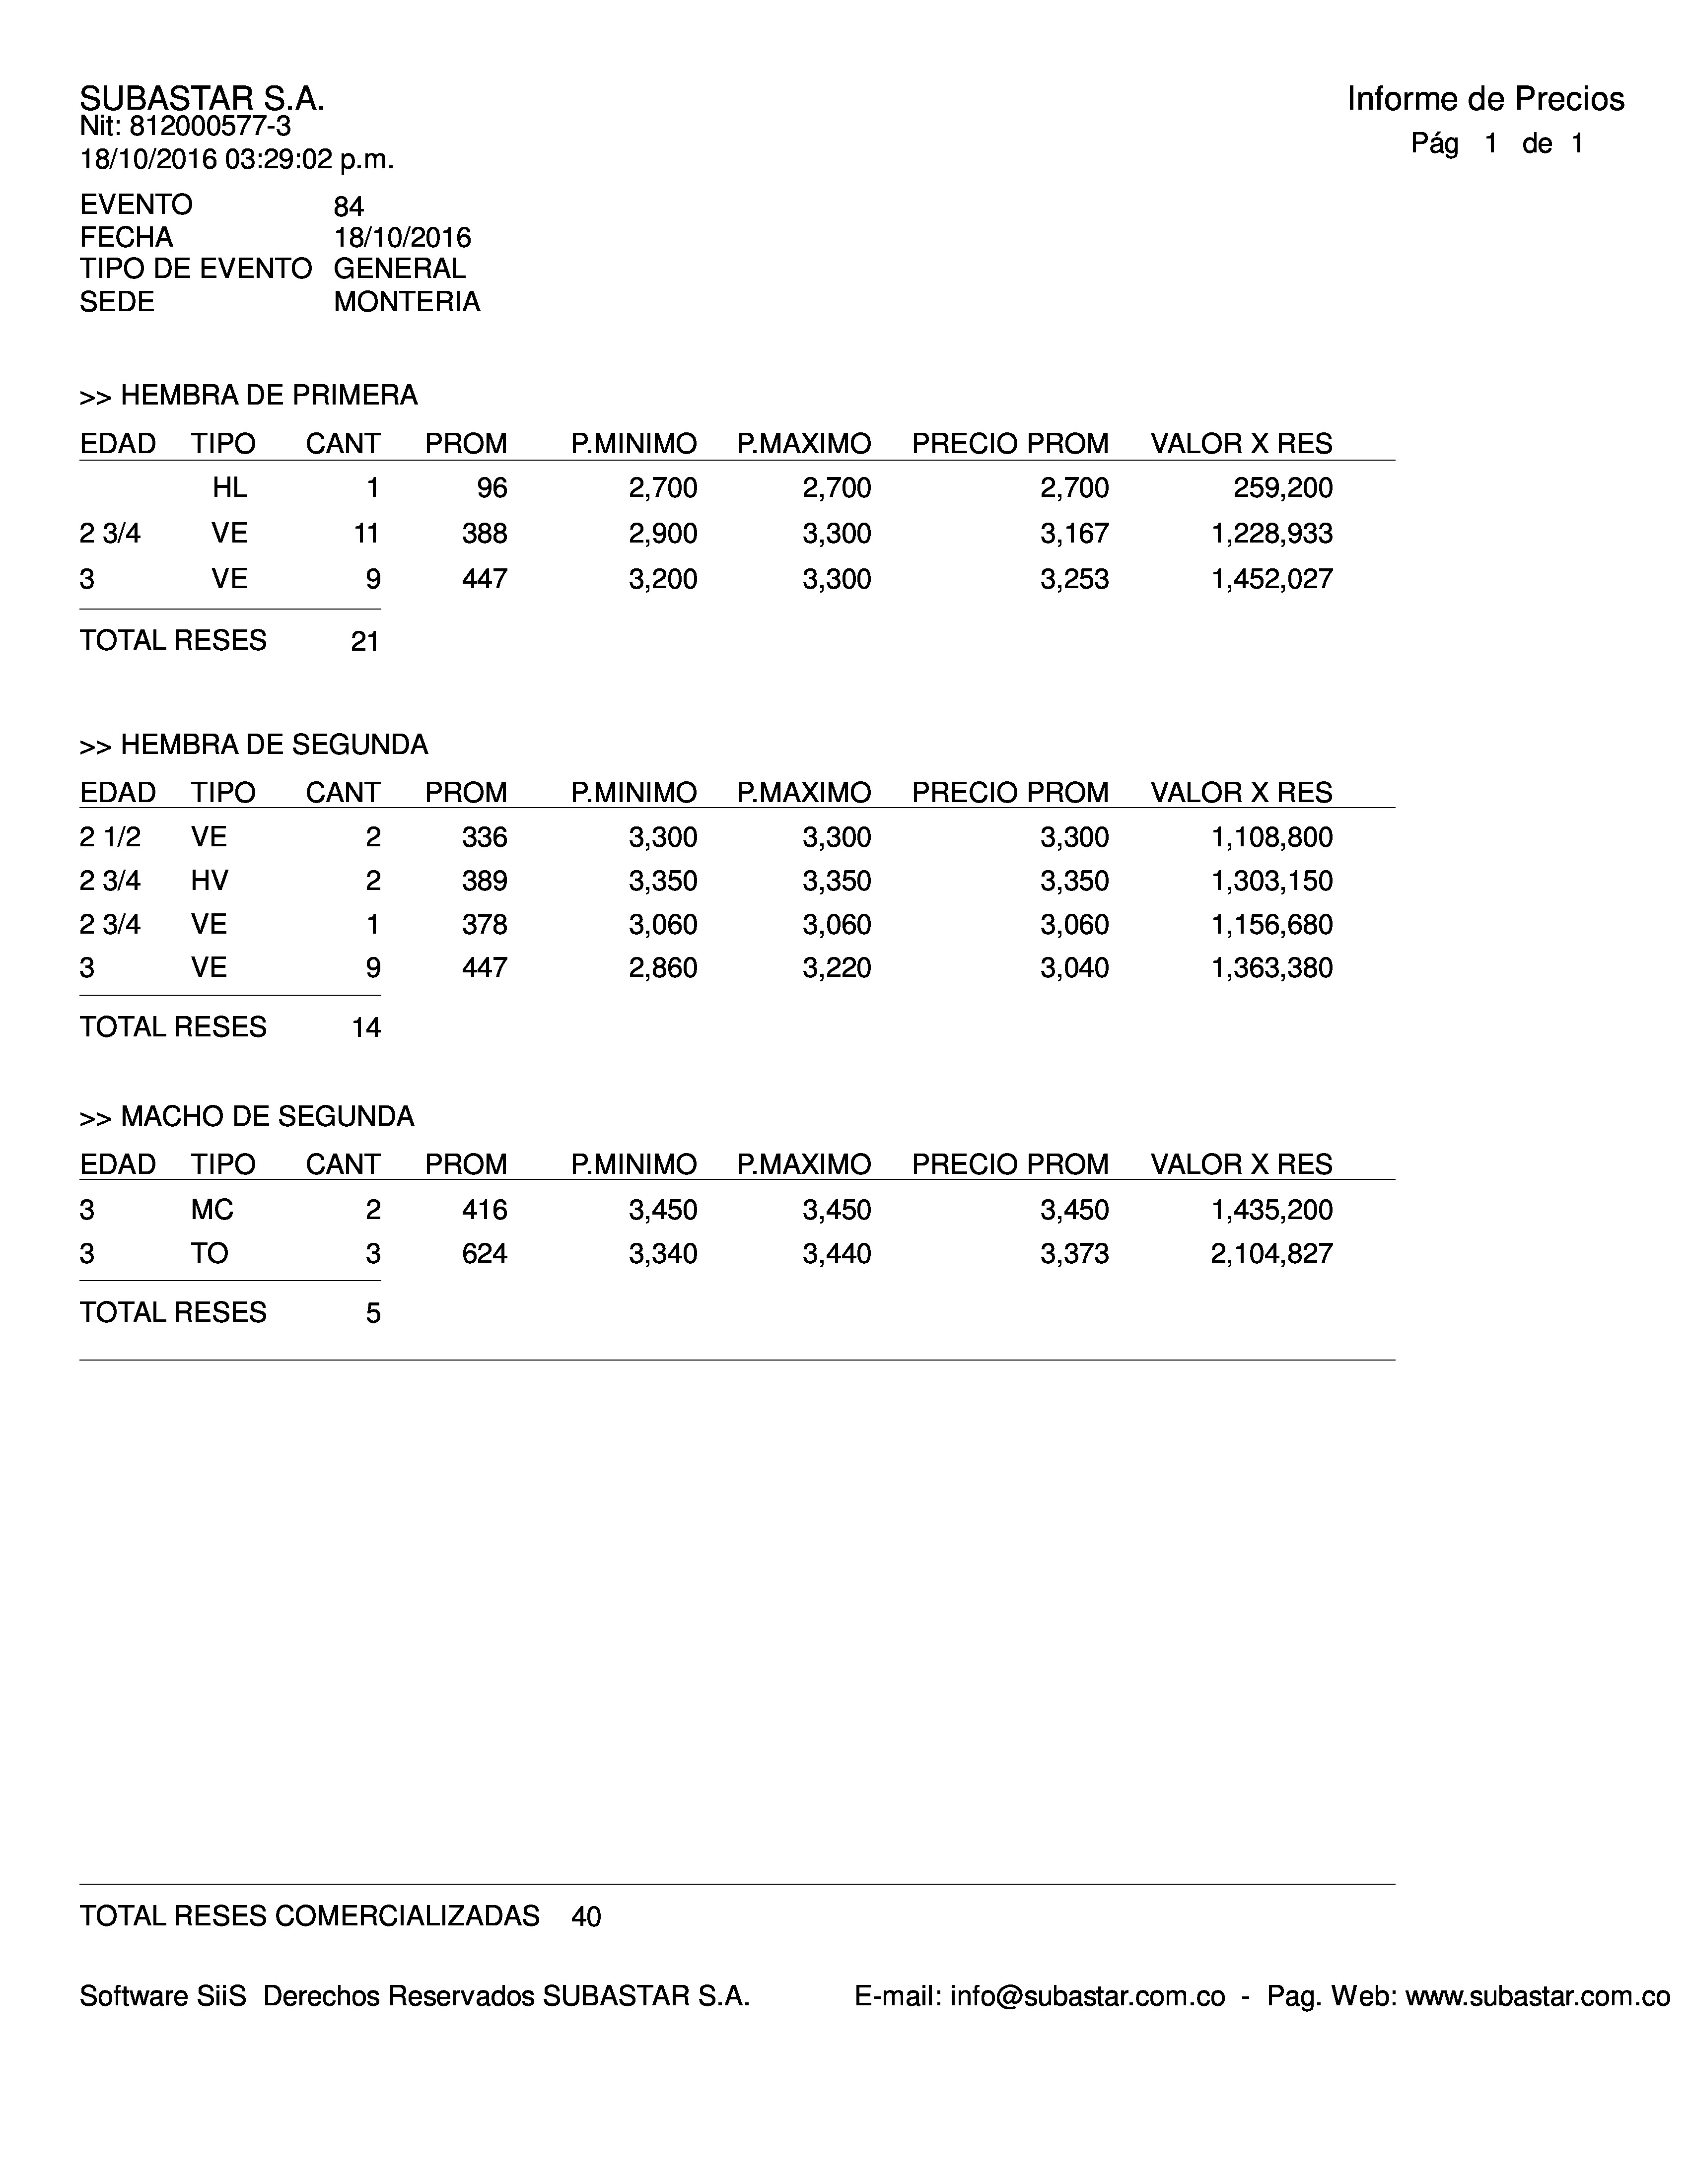 SUBASTAR S.A. Informe de Precios
Nit: 812000577-3
Pág 1 de 1
18/10/2016 03:29:02 p.m.
EVENTO 84
FECHA 18/10/2016
TIPO DE EVENTO GENERAL
SEDE MONTERIA
>> HEMBRA DE PRIMERA
EDAD TIPO CANT PROM P.MINIMO P.MAXIMO PRECIO PROM VALOR X RES
HL 1 96 2,700 2,700 2,700 259,200
2 3/4 VE 11 388 2,900 3,300 3,167 1,228,933
3 VE 9 447 3,200 3,300 3,253 1,452,027
TOTAL RESES 21
>> HEMBRA DE SEGUNDA
EDAD TIPO CANT PROM P.MINIMO P.MAXIMO PRECIO PROM VALOR X RES
2 1/2 VE 2 336 3,300 3,300 3,300 1,108,800
2 3/4 HV 2 389 3,350 3,350 3,350 1,303,150
2 3/4 VE 1 378 3,060 3,060 3,060 1,156,680
3 VE 9 447 2,860 3,220 3,040 1,363,380
TOTAL RESES 14
>> MACHO DE SEGUNDA
EDAD TIPO CANT PROM P.MINIMO P.MAXIMO PRECIO PROM VALOR X RES
3 MC 2 416 3,450 3,450 3,450 1,435,200
3 TO 3 624 3,340 3,440 3,373 2,104,827
TOTAL RESES 5
TOTAL RESES COMERCIALIZADAS 40
Software SiiS Derechos Reservados SUBASTAR S.A. E-mail: info@subastar.com.co - Pag. Web: www.subastar.com.co